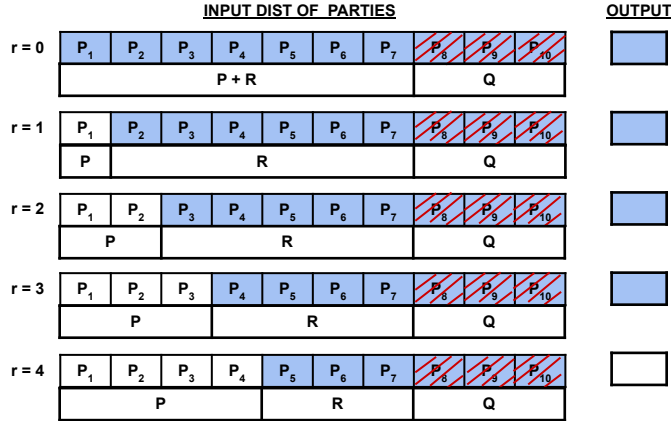 INPUT DIST OF PARTIES OUTPUT
r = 0 P1 P2 P3 P4 P5 P6 P7 P8 P9 P10
P + R Q
r = 1 P1 P2 P3 P4 P5 P6 P7 P8 P9 P10
P R Q
r = 2 P1 P2 P3 P4 P5 P6 P7 P8 P9 P10
P R Q
r = 3 P1 P2 P3 P4 P5 P6 P7 P8 P9 P10
P R Q
r = 4 P1 P2 P3 P4 P5 P6 P7 P8 P9 P10
P R Q